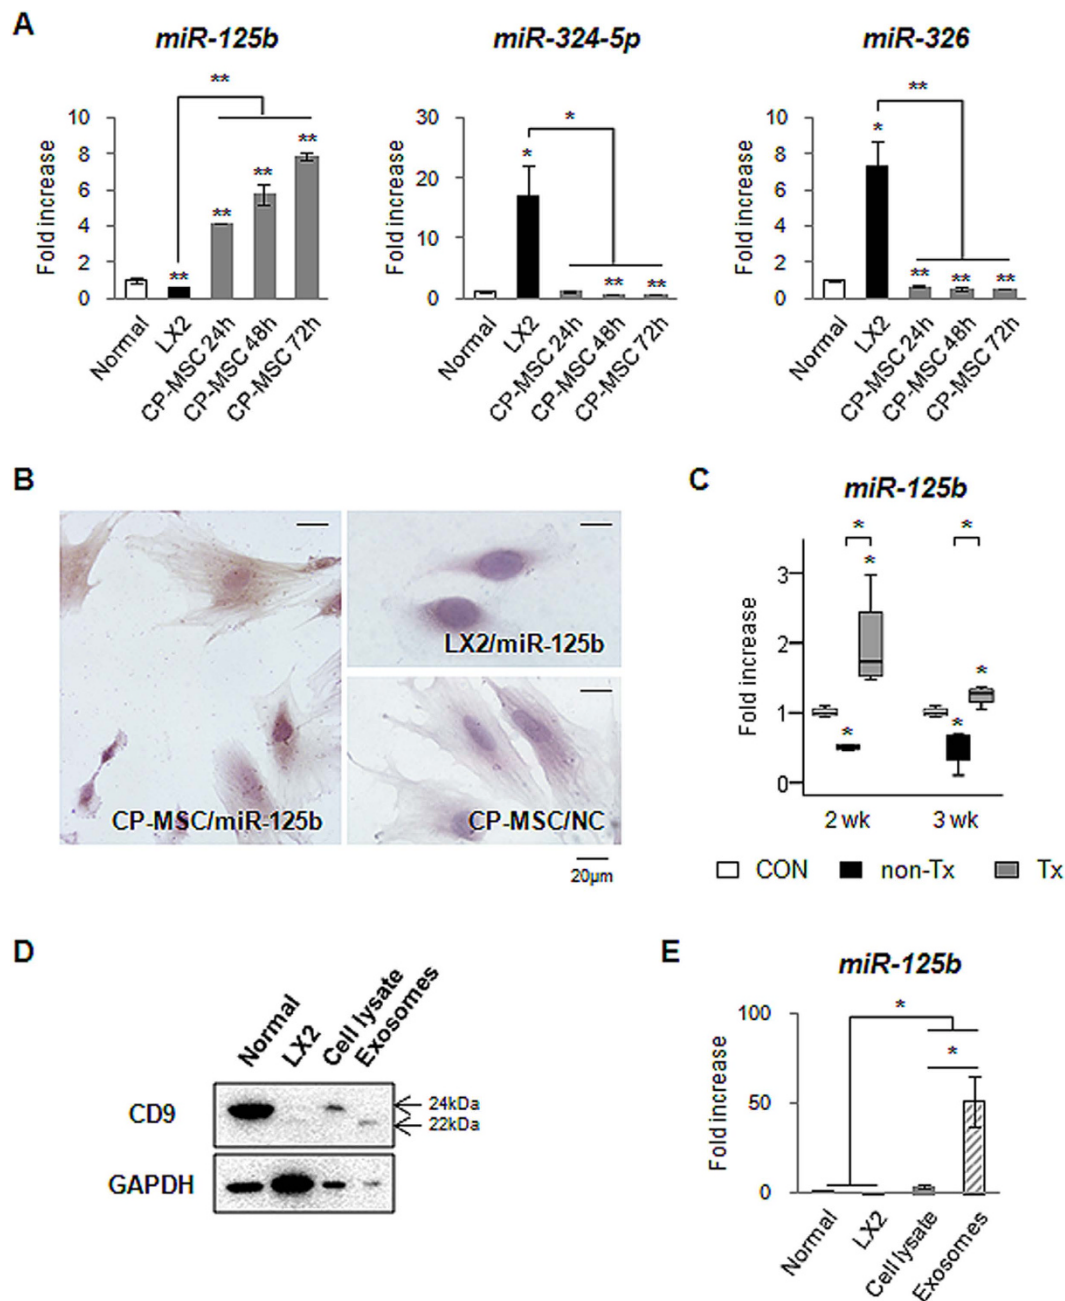 A
miR-125b
miR-324-5p
miR-326
**
*
**
Fold increase
10
8
6
4
2
0
**
**
**
**
Normal
LX2
CP-MSC 24h
CP-MSC 48h
CP-MSC 72h
Fold increase
30
20
10
0
*
**
**
Normal
LX2
CP-MSC 24h
CP-MSC 48h
CP-MSC 72h
Fold increase
10
8
6
4
2
0
*
**
**
**
Normal
LX2
CP-MSC 24h
CP-MSC 48h
CP-MSC 72h
B
CP-MSC/miR-125b
LX2/miR-125b
CP-MSC/NC
20μm
C
miR-125b
Fold increase
3
2
1
0
*
*
*
*
*
*
2 wk
3 wk
CON
non-Tx
Tx
D
Normal
LX2
Cell lysate
Exosomes
CD9
24kDa
22kDa
GAPDH
E
miR-125b
Fold increase
100
50
0
*
*
Normal
LX2
Cell lysate
Exosomes